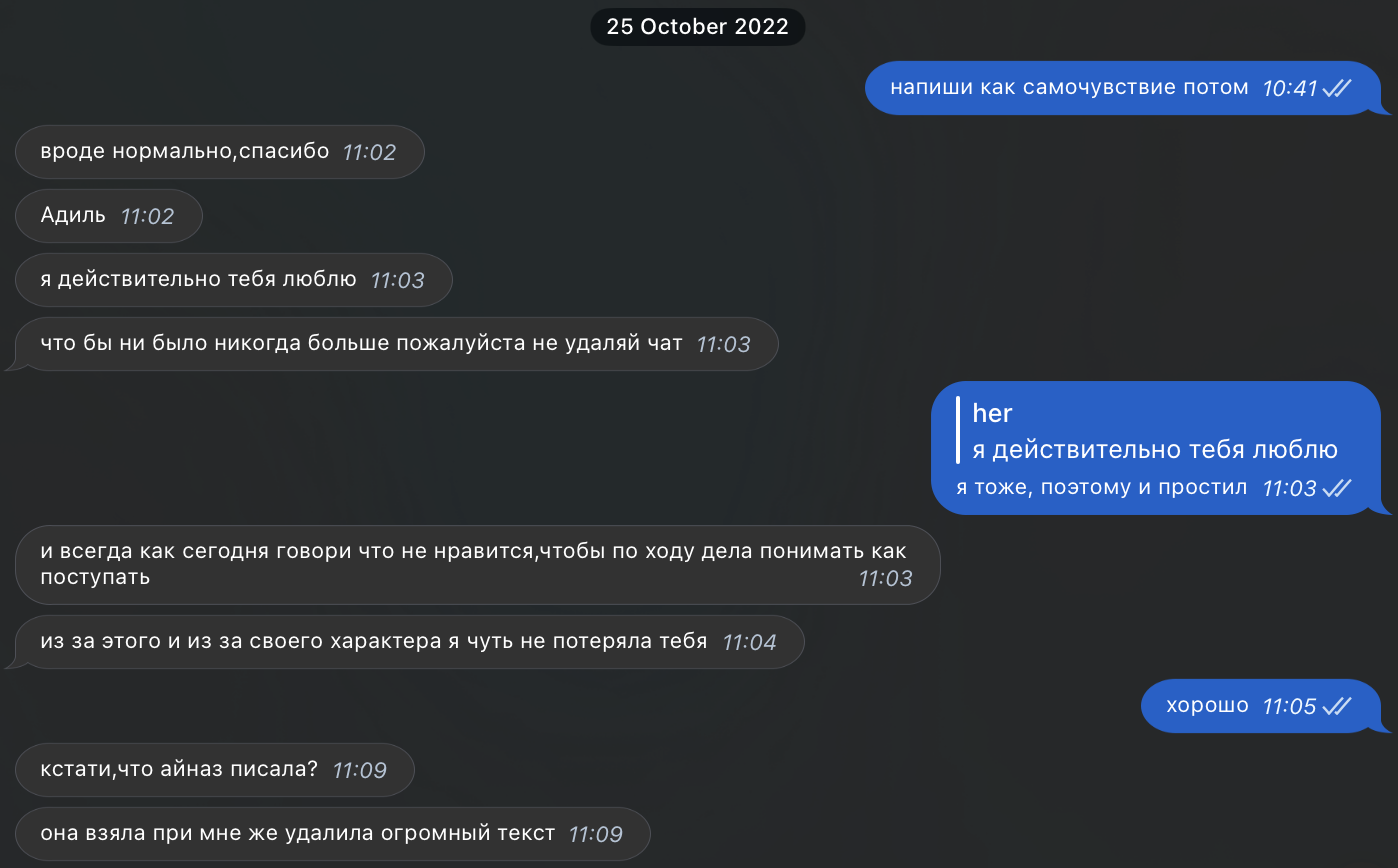 25 October 2022
напиши как самочувствие потом 10:41
вроде нормально,спасибо 11:02
Адиль 11:02
я действительно тебя люблю 11:03
что бы ни было никогда больше пожалуйста не удаляй чат 11:03
her
я действительно тебя люблю
я тоже, поэтому и простил 11:03
и всегда как сегодня говори что не нравится,чтобы по ходу дела понимать как
поступать 11:03
из за этого и из за своего характера я чуть не потеряла тебя 11:04
хорошо 11:05
кстати,что айназ писала? 11:09
она взяла при мне же удалила огромный текст 11:09